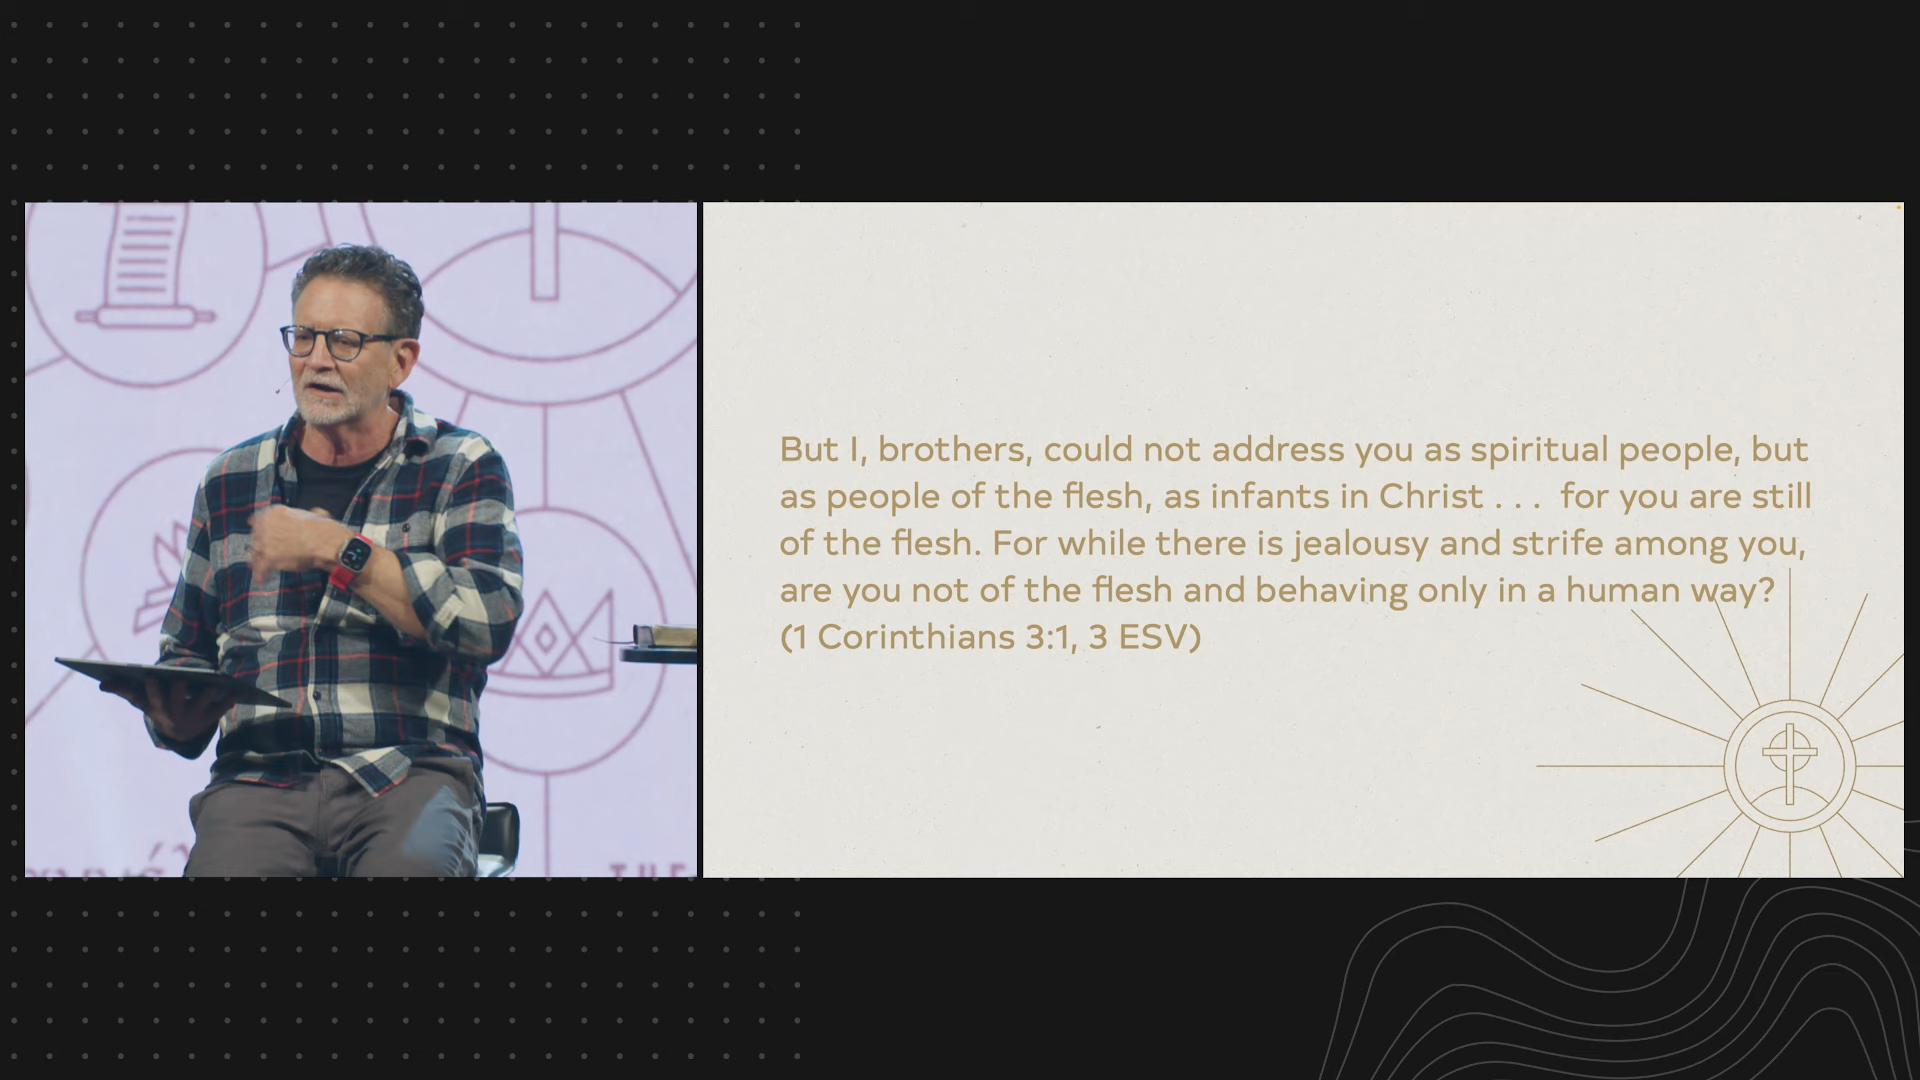 But I, brothers, could not address you as spiritual people, but
as people of the flesh, as infants in Christ . . . for you are still
of the flesh. For while there is jealousy and strife among you,
are you not of the flesh and behaving only in a human way?
(1 Corinthians 3:1, 3 ESV)
THE